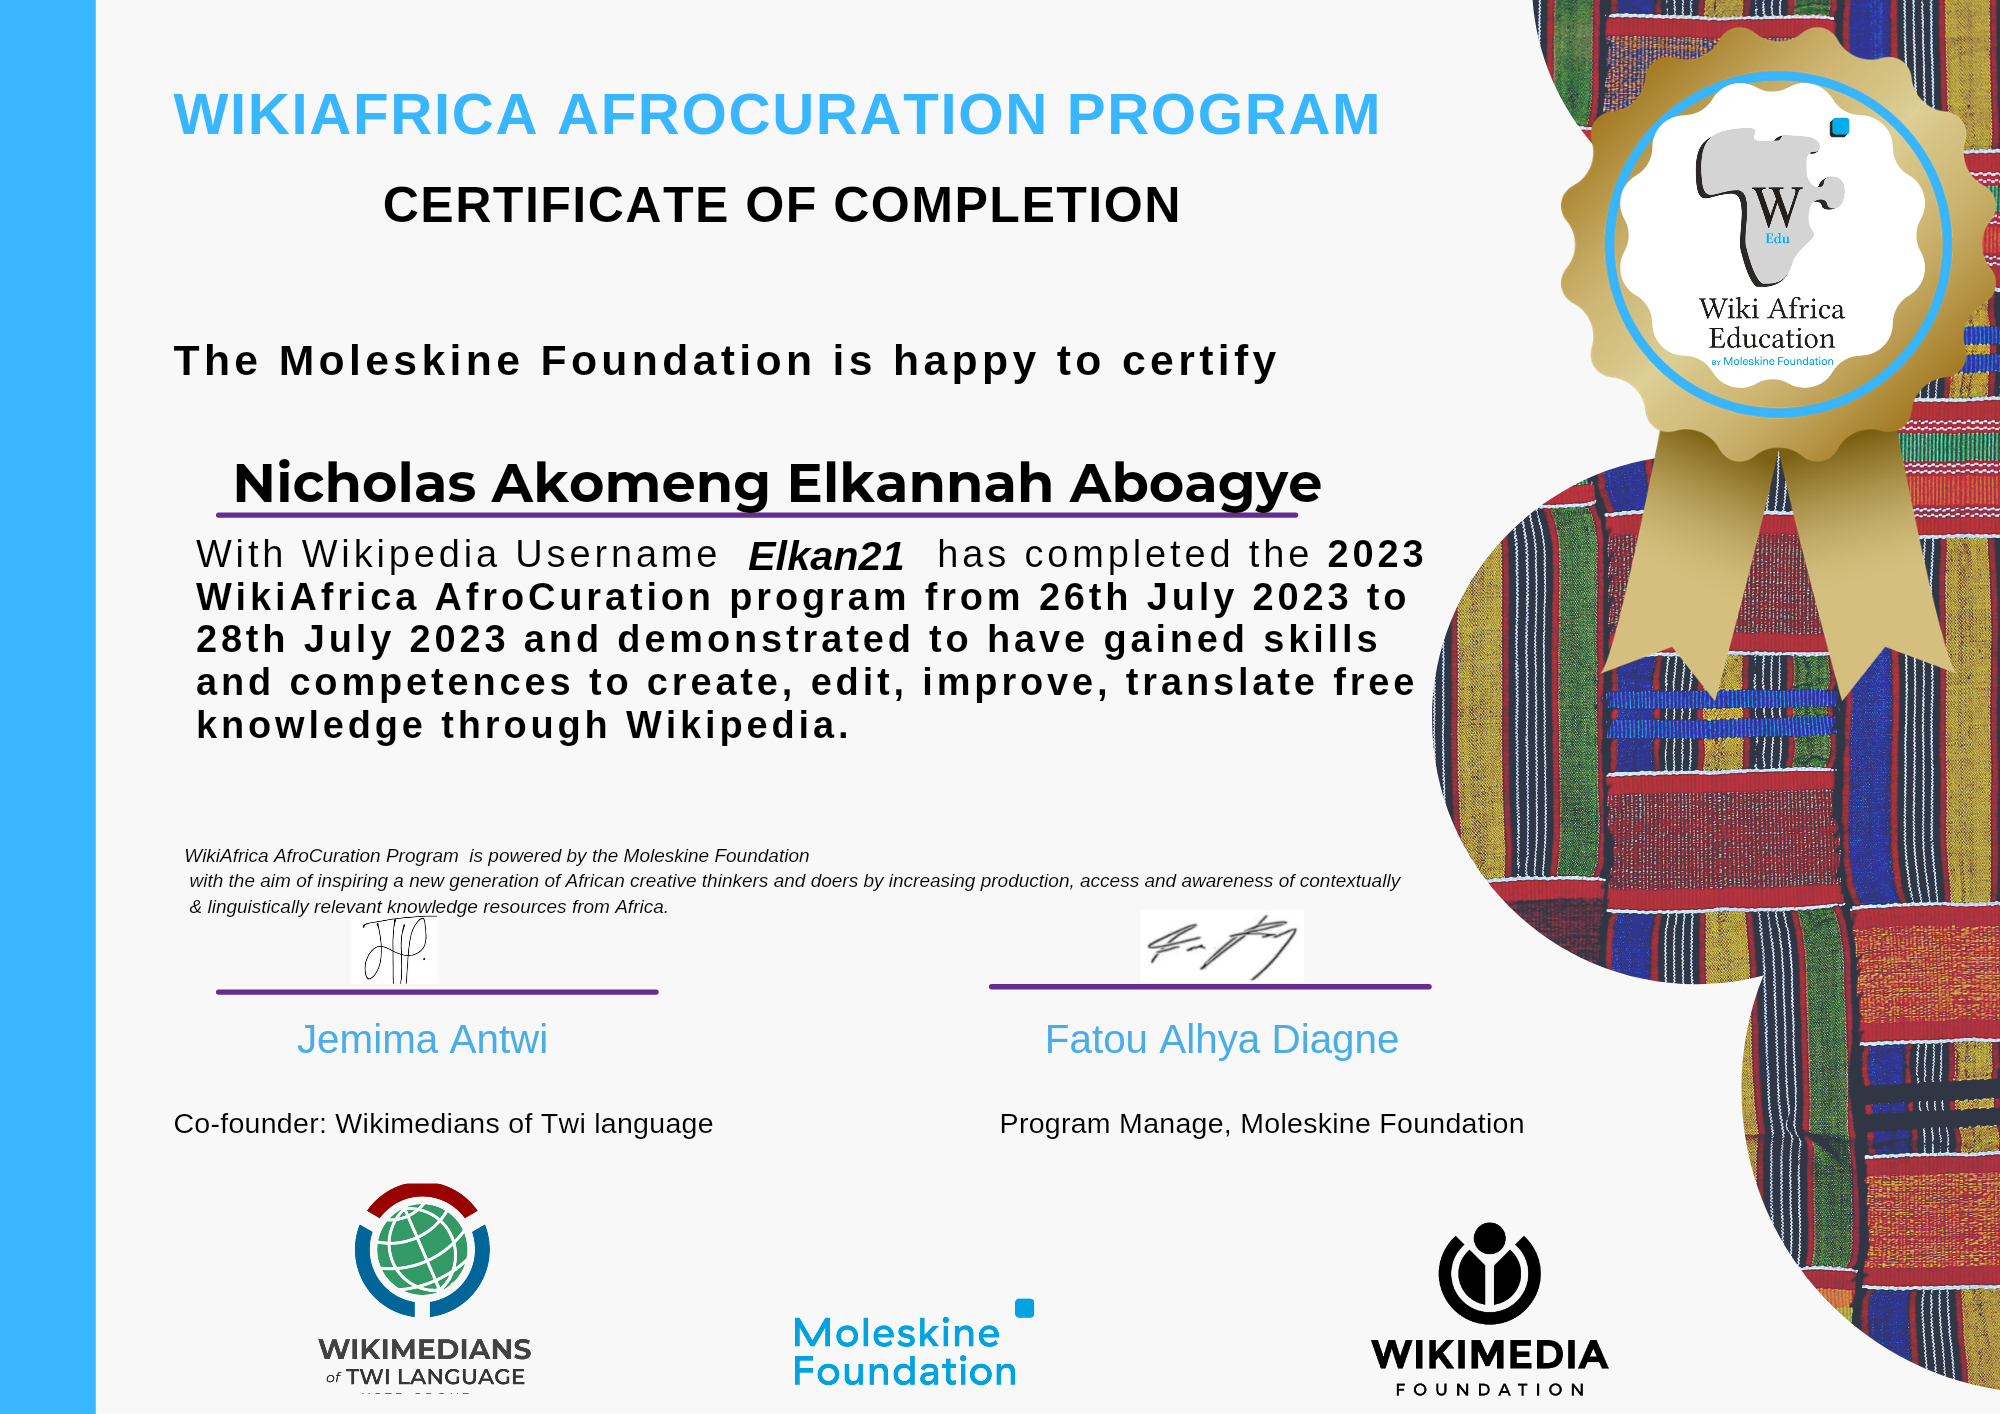 WIKIAFRICA AFROCURATION PROGRAM
CERTIFICATE OF COMPLETION
W
Edu
Wiki Africa
Education
BY Moleskine Foundation
The Moleskine Foundation is happy to certify
Nicholas Akomeng Elkannah Aboagye
With Wikipedia Username Elkan21 has completed the 2023
WikiAfrica AfroCuration program from 26th July 2023 to
28th July 2023 and demonstrated to have gained skills
and competences to create, edit, improve, translate free
knowledge through Wikipedia.
WikiAfrica AfroCuration Program is powered by the Moleskine Foundation
with the aim of inspiring a new generation of African creative thinkers and doers by increasing production, access and awareness of contextually
& linguistically relevant knowledge resources from Africa.
Jemima Antwi
Fatou Alhya Diagne
Co-founder: Wikimedians of Twi language
Program Manage, Moleskine Foundation
WIKIMEDIANS
of TWI LANGUAGE
Moleskine
Foundation
WIKIMEDIA
FOUNDATION